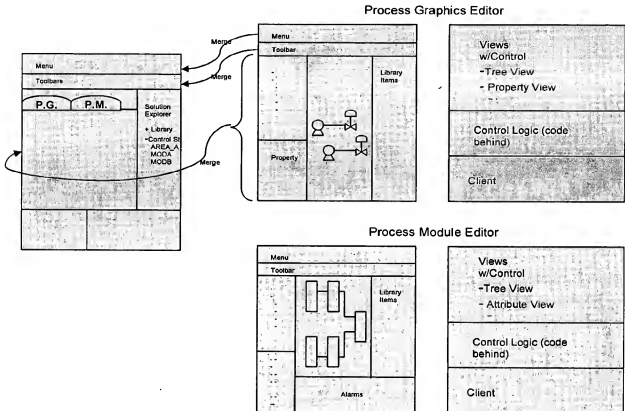 Process Graphics Editor
Menu
Toolbars
P.G.
P.M.
Solution
Explorer
+ Library
-Control St
AREA_A
MODA
MODB
Merge
Merge
Merge
Menu
Toolbar
Library
Items
Property
Views
w/Control
-Tree View
- Property View
Control Logic (code
behind)
Client
Process Module Editor
Menu
Toolbar
Library
Items
Alarms
Views
w/Control
-Tree View
- Attribute View
Control Logic (code
behind)
Client